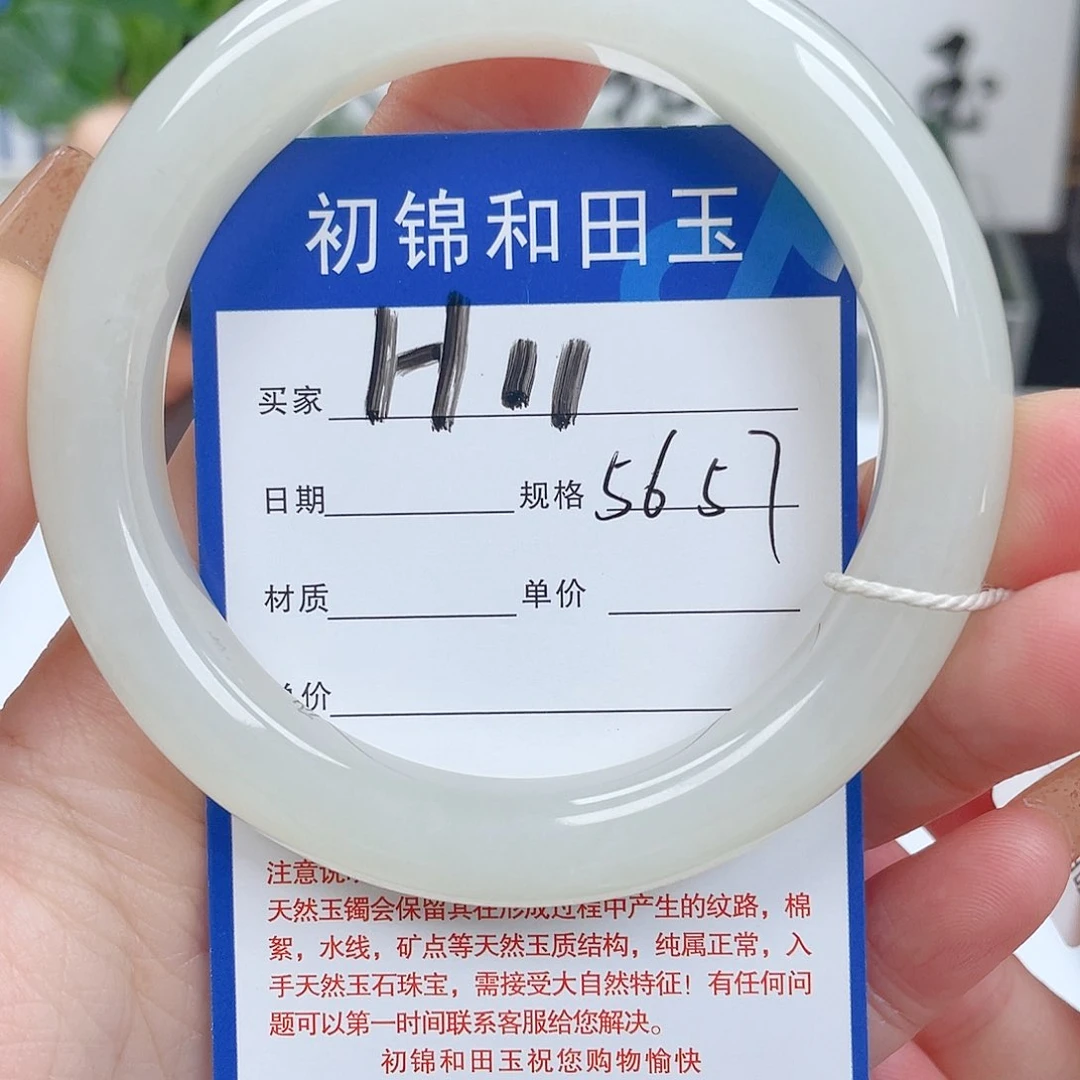 玉
初锦和田玉
买家 H 11
日期 规格 5657
材质 单价
价
注意说
天然玉镯会保留其在形成过程中产生的纹路，棉
絮，水线，矿点等天然玉质结构，纯属正常，入
手天然玉石珠宝，需接受大自然特征！有任何问
题可以第一时间联系客服给您解决。
初锦和田玉祝您购物愉快